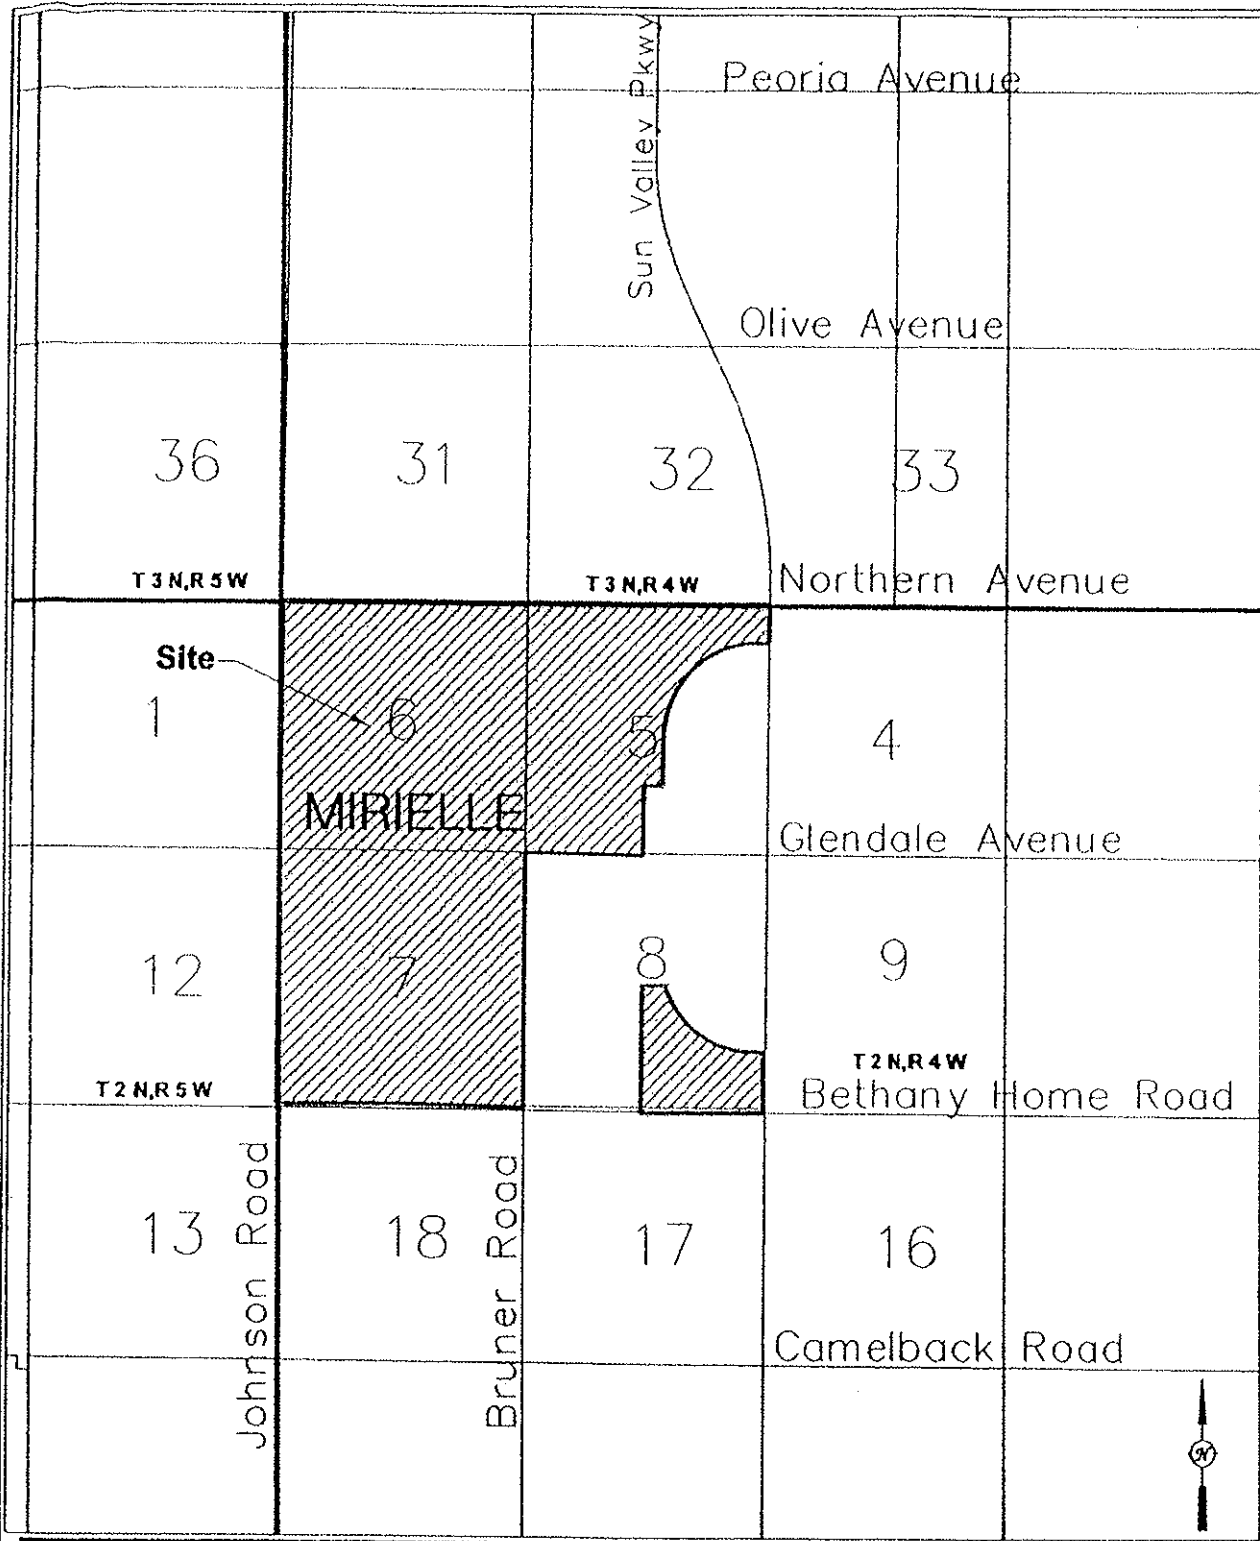 Peoria Avenue
Sun Valley Pkwy
Olive Avenue
36
31
32
33
T3N,R5W
T3N,R4W
Northern Avenue
Site
1
6
5
4
MIRIELLE
Glendale Avenue
12
7
8
9
T2N,R5W
T2N,R4W
Bethany Home Road
13
Johnson Road
18
Bruner Road
17
16
Camelback Road
N